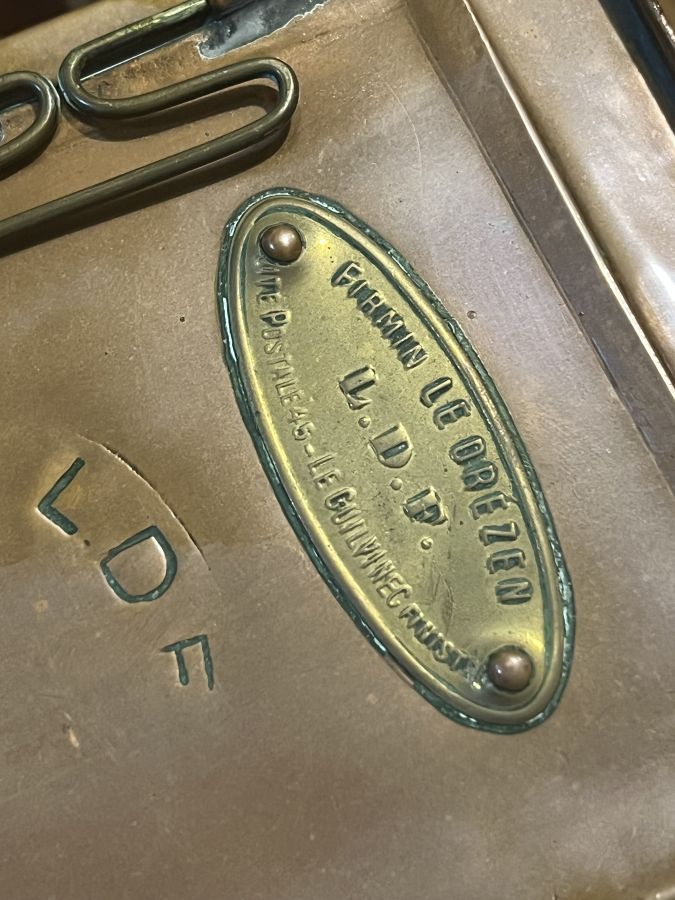 FIRMIN LE DRÉZEN
L.D.F.
POSTALE 45 - LE GUILVINEC
L D F